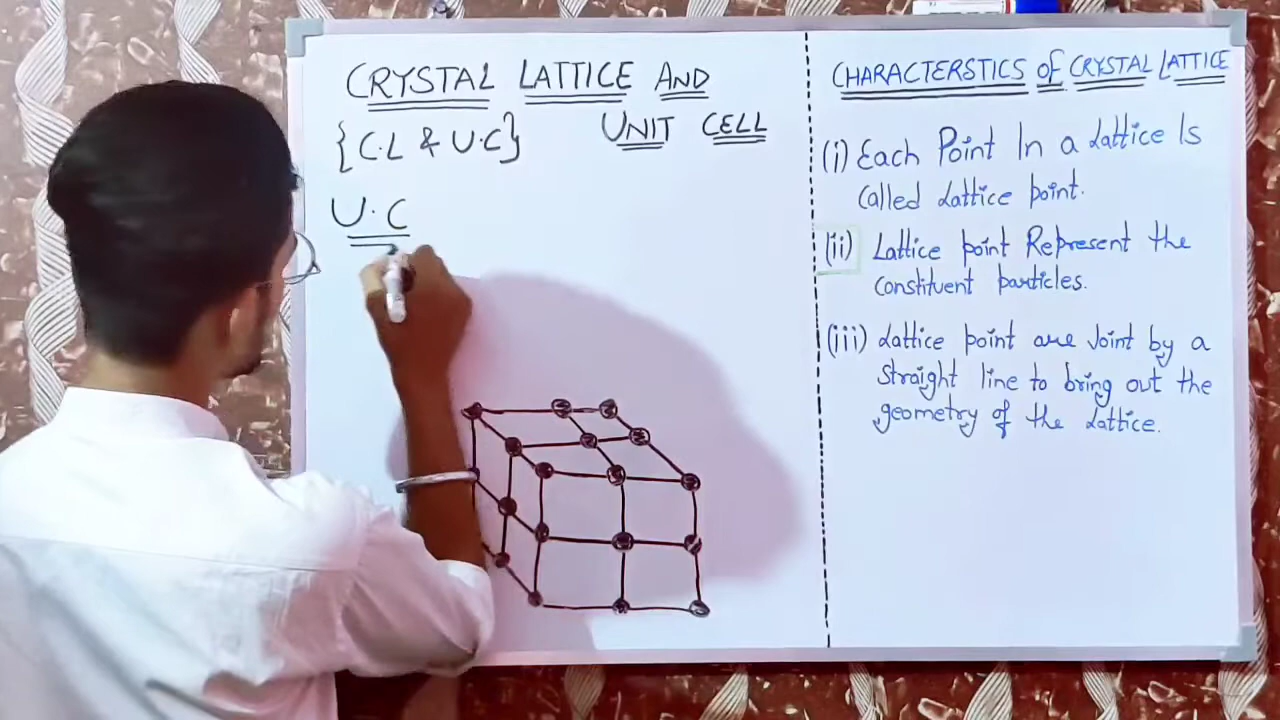 CRYSTAL LATTICE AND
UNIT CELL
{C.L & U.C}
U.C
CHARACTERSTICS of CRYSTAL LATTICE
(i) Each Point In a Lattice Is
Called Lattice point.
(ii) Lattice point Represent the
constituent particles.
(iii) Lattice point are Joint by a
straight line to bring out the
geometry of the Lattice.